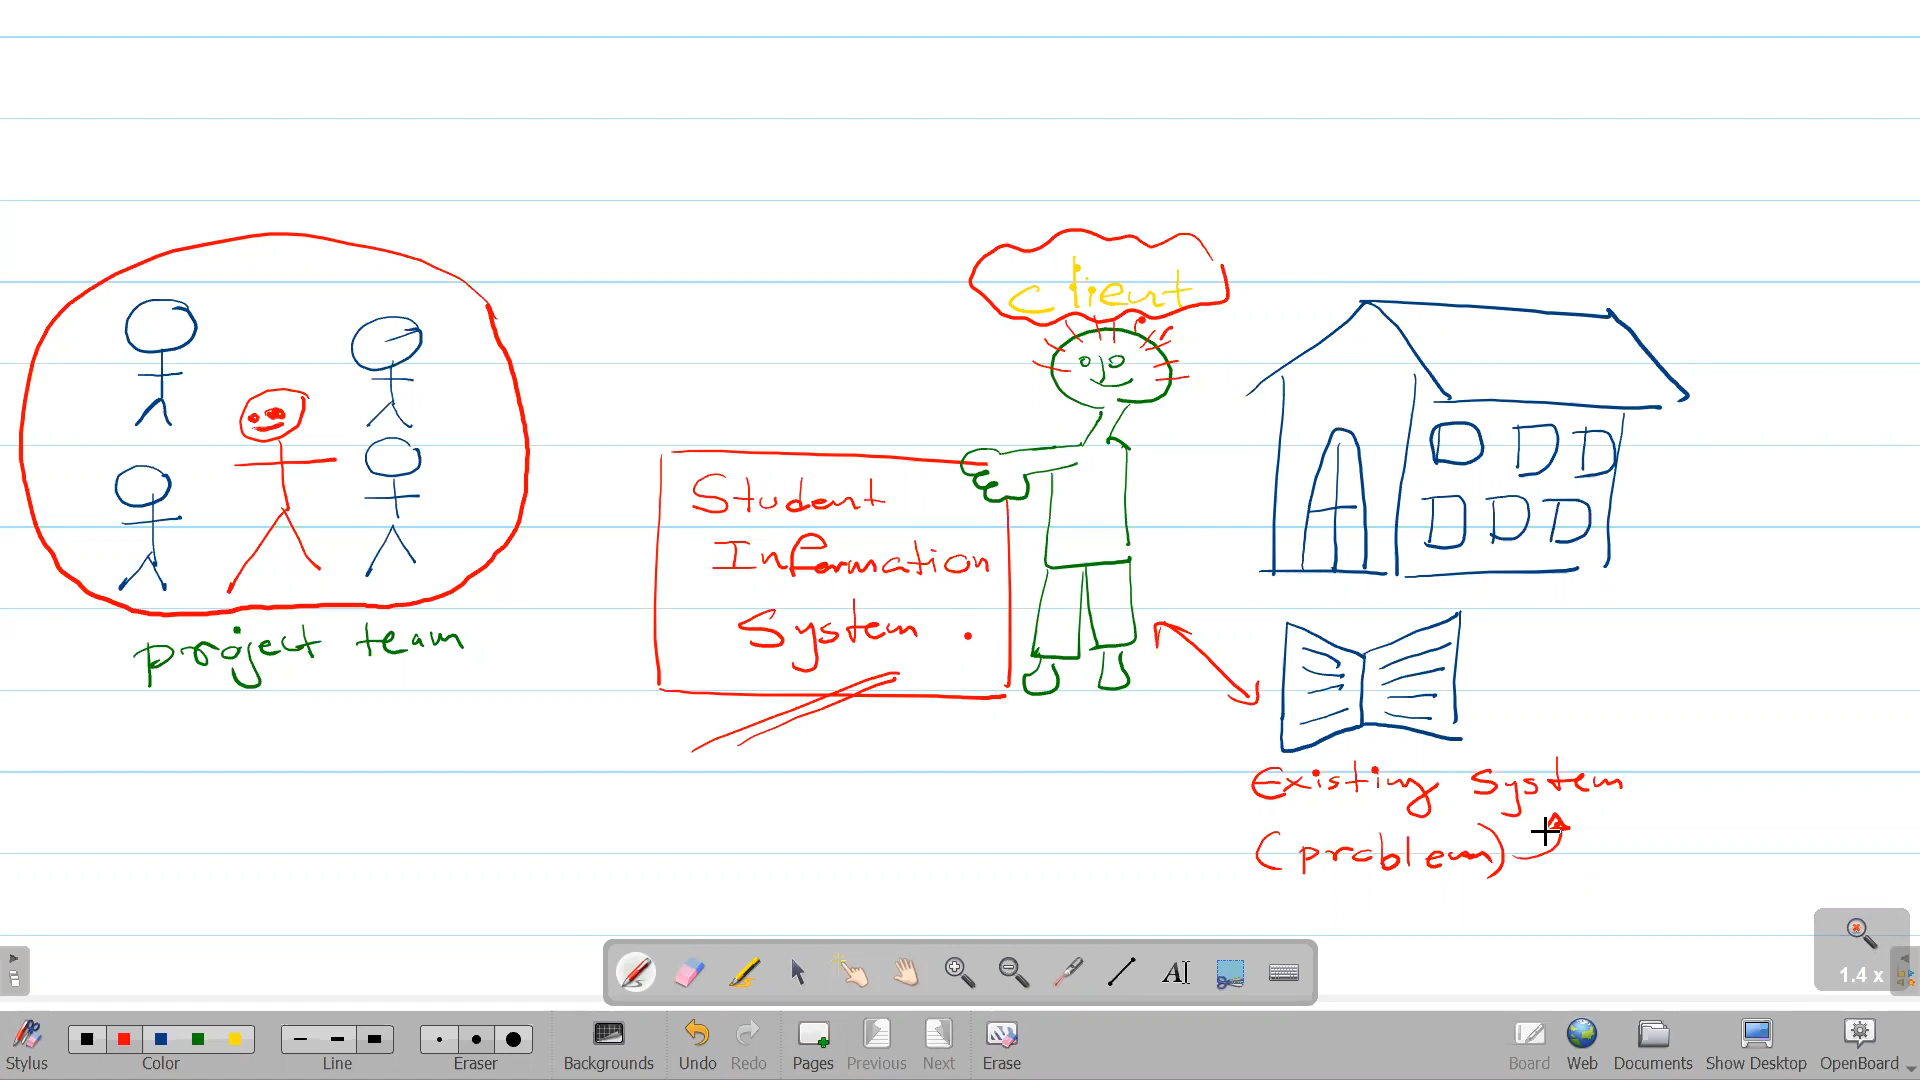 client
Student
Information
System .
project team
Existing System
(problem)
1.4 x
Stylus
Color
Line
Eraser
Backgrounds
Undo
Redo
Pages
Previous
Next
Erase
Board
Web
Documents
Show Desktop
OpenBoard